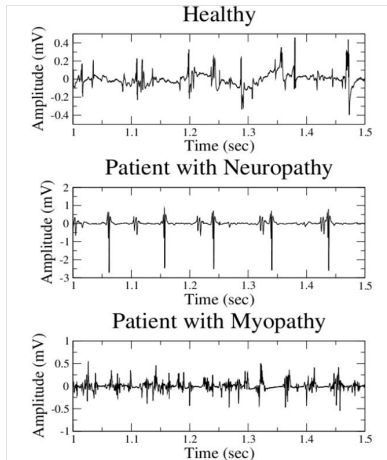 Healthy
Amplitude (mV)
0.4
0.2
0
-0.2
-0.4
1 1.1 1.2 1.3 1.4 1.5
Time (sec)
Patient with Neuropathy
Amplitude (mV)
2
1
0
-1
-2
-3
1 1.1 1.2 1.3 1.4 1.5
Time (sec)
Patient with Myopathy
Amplitude (mV)
1
0.5
0
-0.5
-1
1 1.1 1.2 1.3 1.4 1.5
Time (sec)